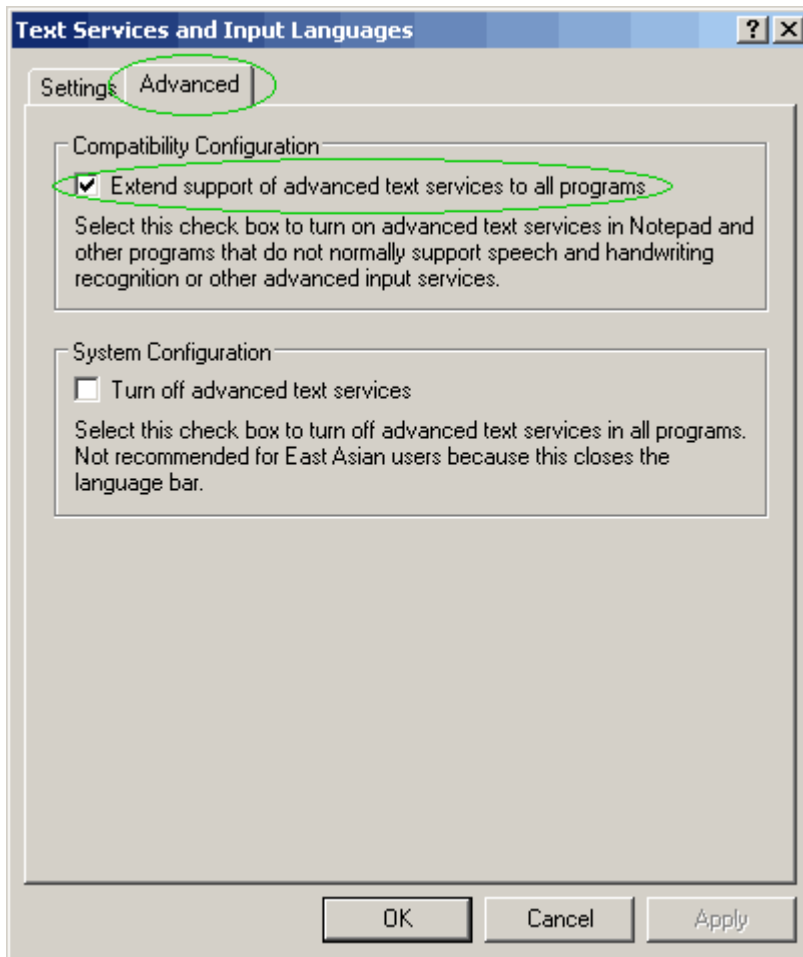 Text Services and Input Languages
Settings
Advanced
Compatibility Configuration
Extend support of advanced text services to all programs
Select this check box to turn on advanced text services in Notepad and
other programs that do not normally support speech and handwriting
recognition or other advanced input services.
System Configuration
Turn off advanced text services
Select this check box to turn off advanced text services in all programs.
Not recommended for East Asian users because this closes the
language bar.
OK
Cancel
Apply